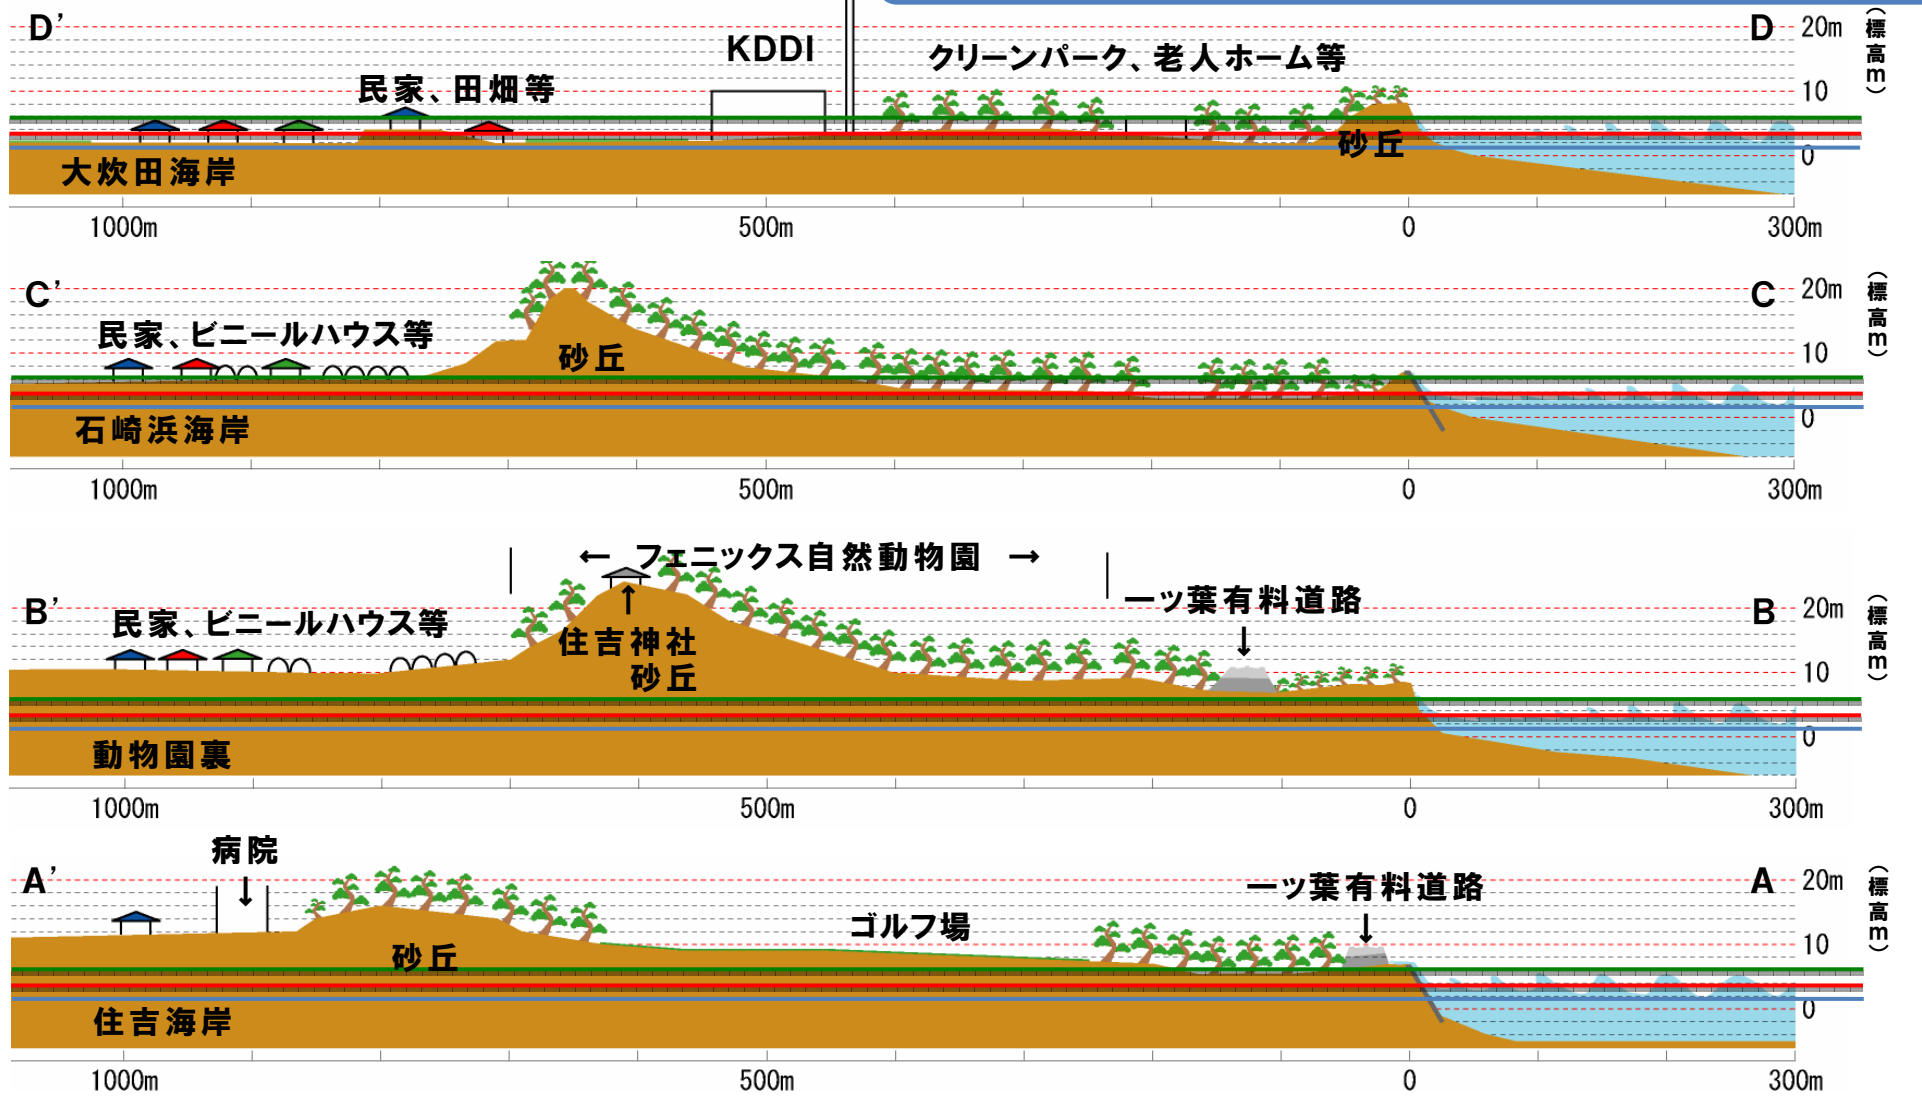 D’
KDDI
クリーンパーク、老人ホーム等
D
20m
（標高m）
民家、田畑等
10
砂丘
0
大炊田海岸
1000m
500m
0
300m
C’
C
20m
（標高m）
民家、ビニールハウス等
砂丘
10
0
石崎浜海岸
1000m
500m
0
300m
← フェニックス自然動物園 →
一ッ葉有料道路
B’
B
20m
（標高m）
民家、ビニールハウス等
↑
↓
住吉神社
砂丘
10
0
動物園裏
1000m
500m
0
300m
病院
↓
A’
一ッ葉有料道路
↓
A
20m
（標高m）
ゴルフ場
砂丘
10
0
住吉海岸
1000m
500m
0
300m